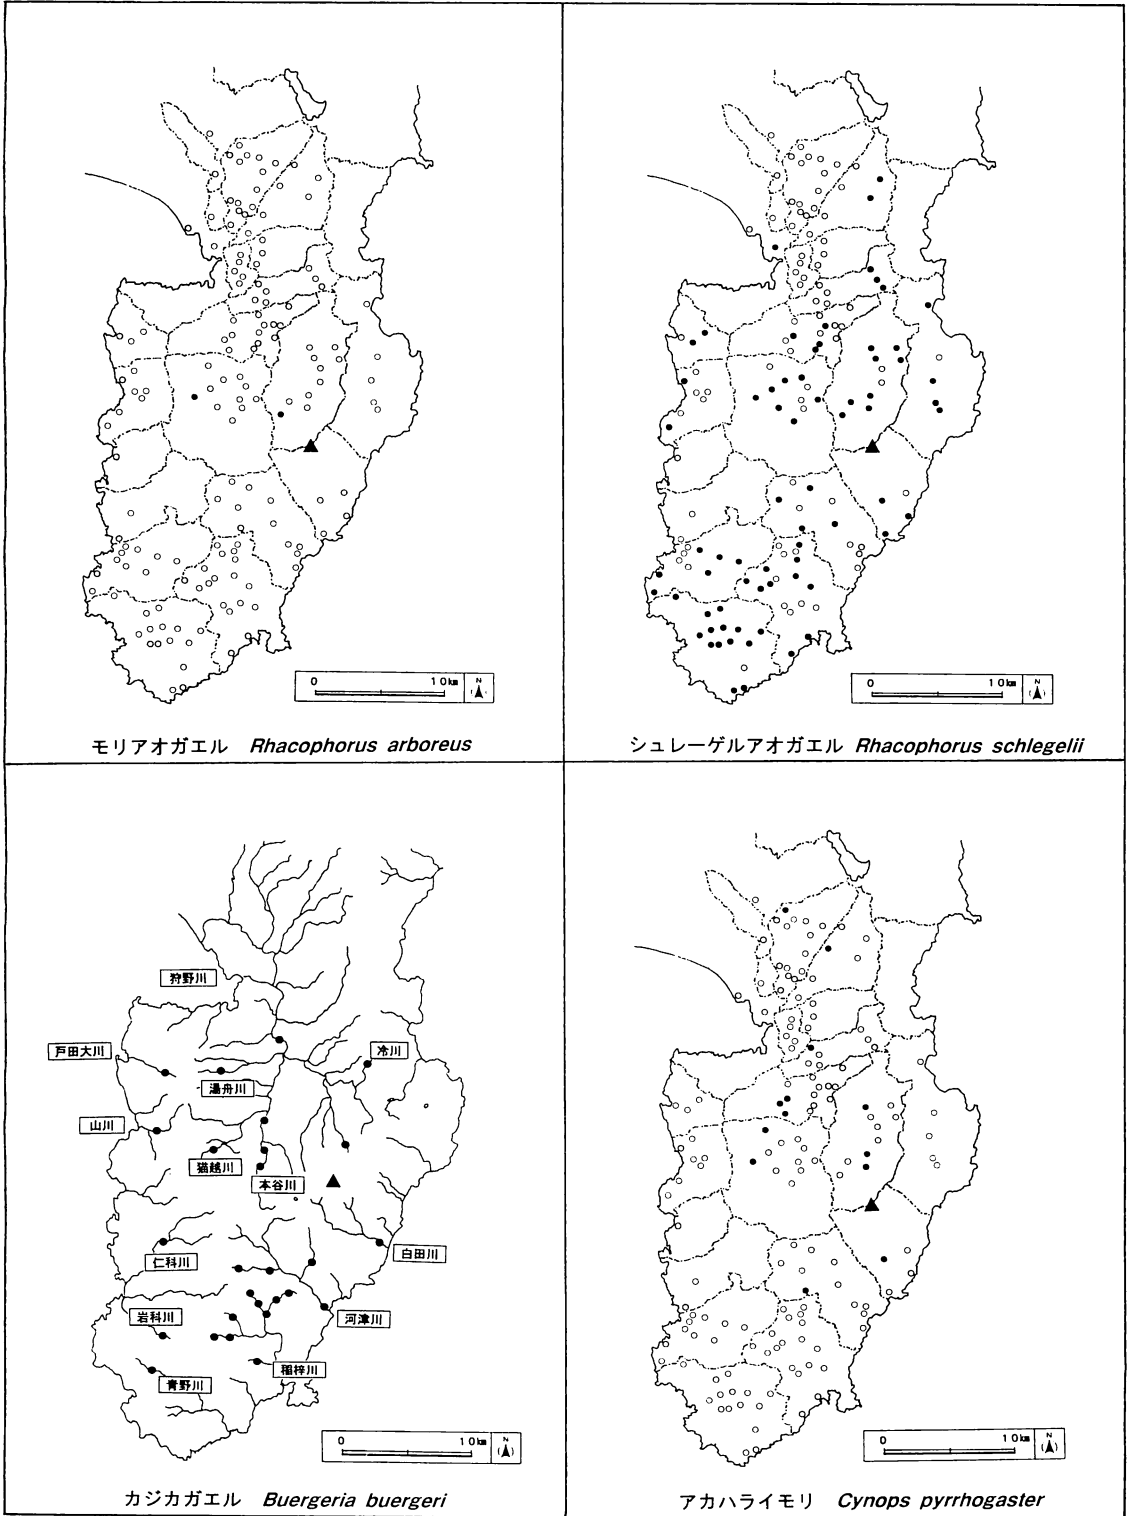 0 10km N
モリアオガエル Rhacophorus arboreus
0 10km N
シュレーゲルアオガエル Rhacophorus schlegelii
狩野川
戸田大川
冷川
湯舟川
山川
猫越川
本谷川
仁科川
白田川
岩科川
河津川
稲梓川
青野川
0 10km N
カジカガエル Buergeria buergeri
0 10km N
アカハライモリ Cynops pyrrhogaster